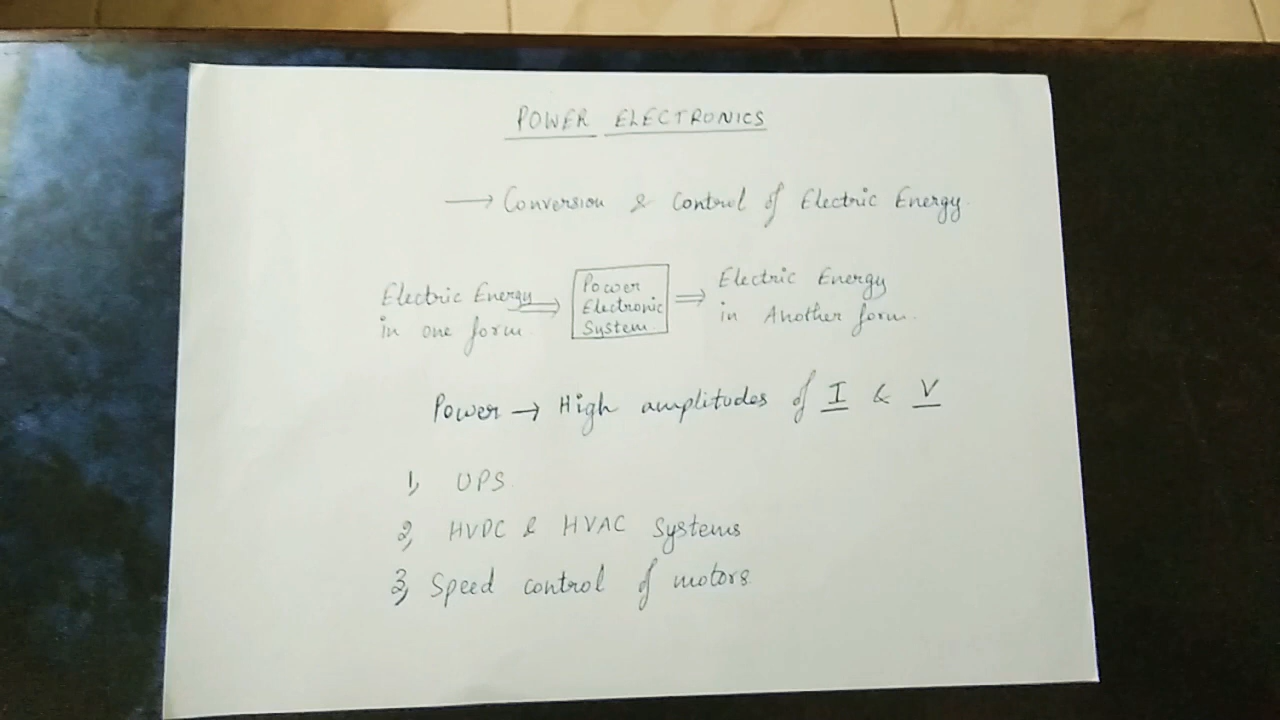 POWER ELECTRONICS
→ Conversion & Control of Electric Energy.
Electric Energy
in one form
⇒
Power
Electronic
System.
⇒
Electric Energy
in Another form.
Power → High amplitudes of I & V
1, UPS.
2, HVDC & HVAC Systems
3, Speed control of motors.